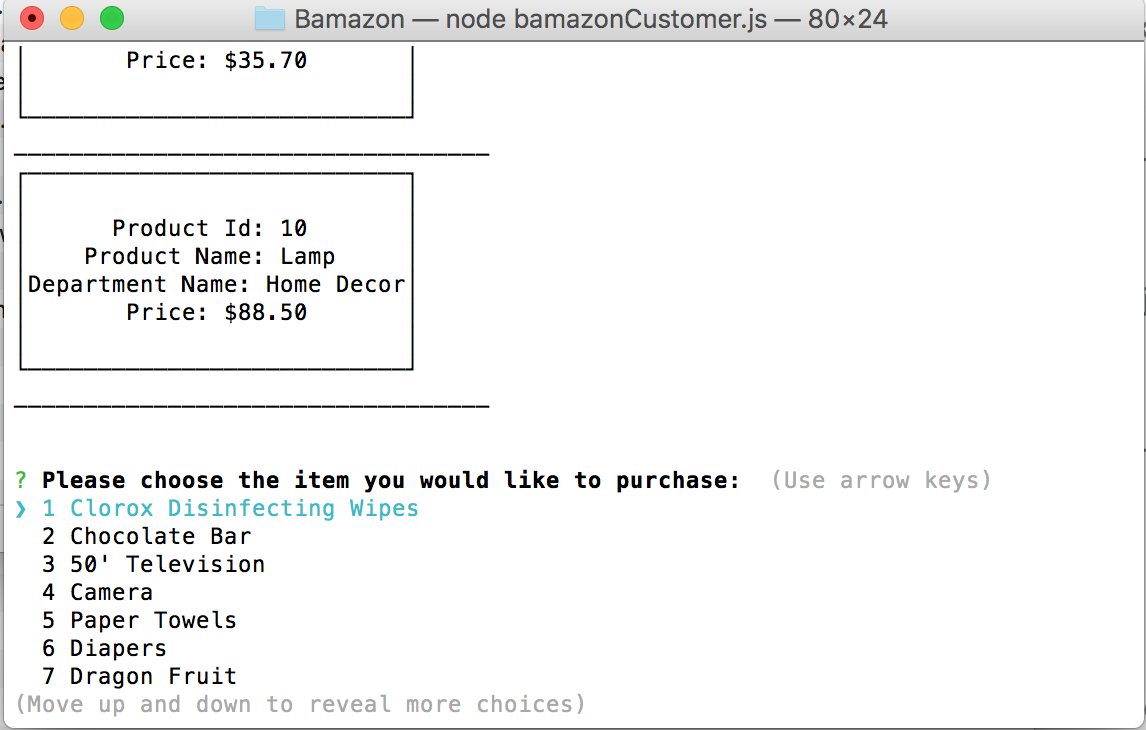 Bamazon — node bamazonCustomer.js — 80×24
Price: $35.70
Product Id: 10
Product Name: Lamp
Department Name: Home Decor
Price: $88.50
? Please choose the item you would like to purchase:  (Use arrow keys)
❯ 1 Clorox Disinfecting Wipes
2 Chocolate Bar
3 50' Television
4 Camera
5 Paper Towels
6 Diapers
7 Dragon Fruit
(Move up and down to reveal more choices)